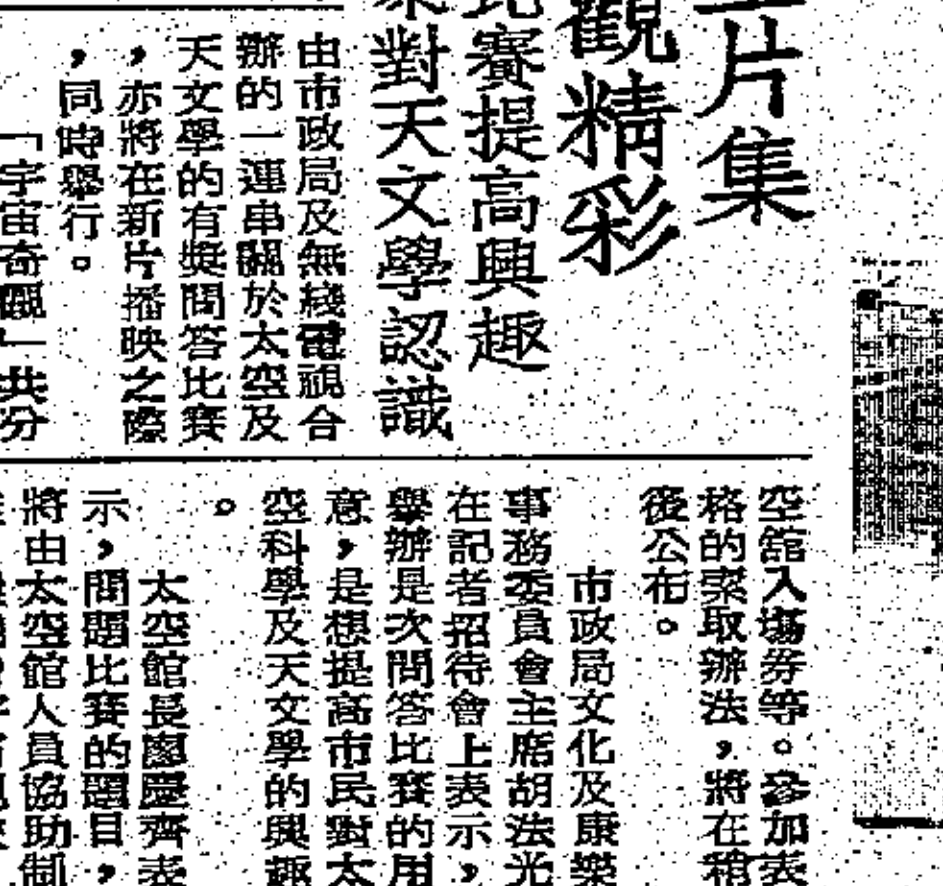 片集
觀精彩
比賽提高興趣
對天文學認識
由市政局及無綫電視合
辦的一連串關於太空及
天文學的有獎問答比賽
，亦將在新片播映之際
，同時舉行。
「宇宙奇觀」共分
空館入場券等。參加表
格的索取辦法，將在稍
後公布。
市政局文化及康樂
事務委員會主席胡法光
在記者招待會上表示，
舉辦是次問答比賽的用
意，是想提高市民對太
空科學及天文學的興趣
。
太空館長廖慶齊表
示，問題比賽的題目，
將由太空館人員協助制